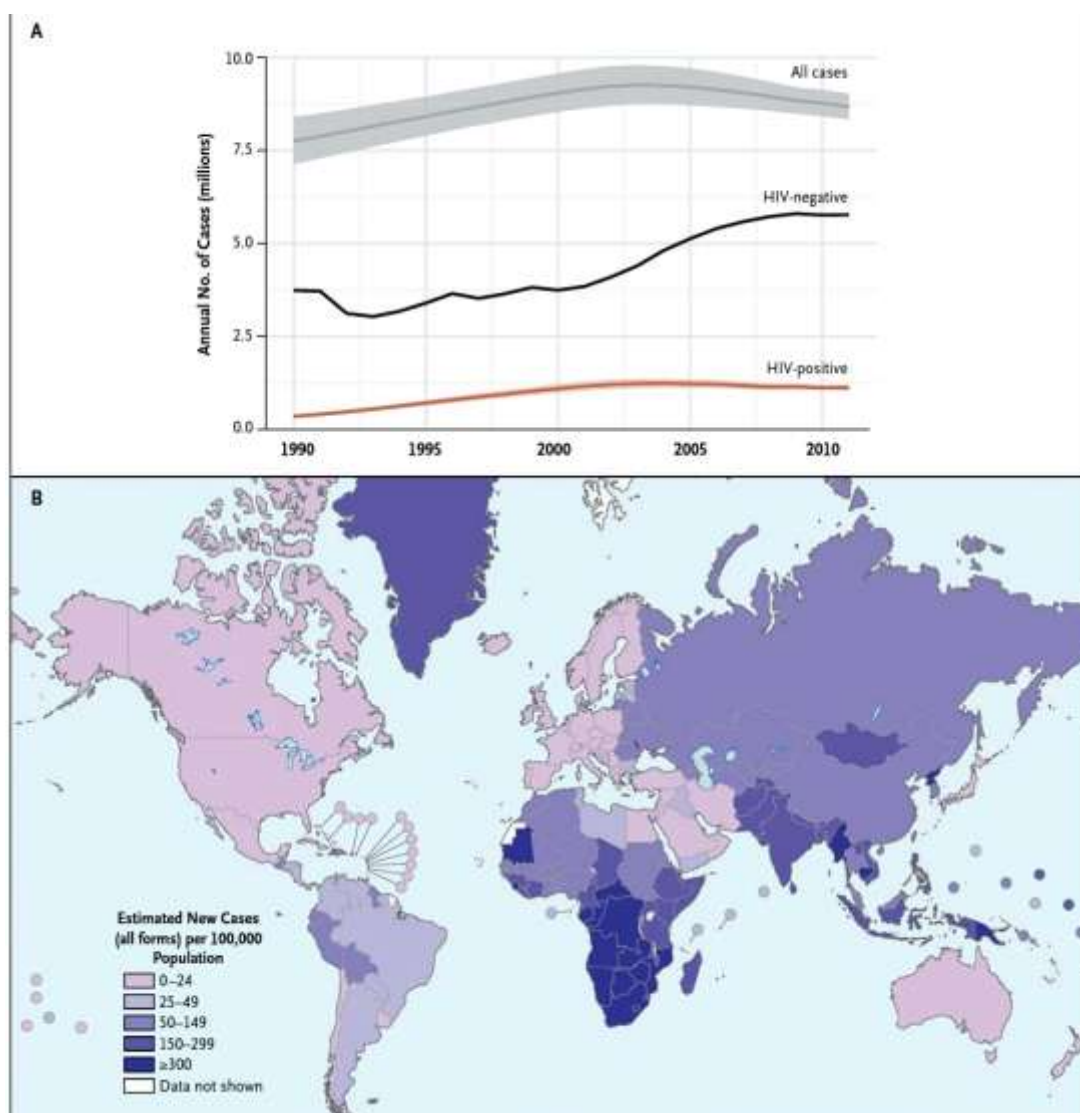 A
10.0
7.5
5.0
2.5
0.0
Annual No. of Cases (millions)
All cases
HIV-negative
HIV-positive
1990 1995 2000 2005 2010
B
Estimated New Cases
(all forms) per 100,000
Population
0–24
25–49
50–149
150–299
≥300
Data not shown